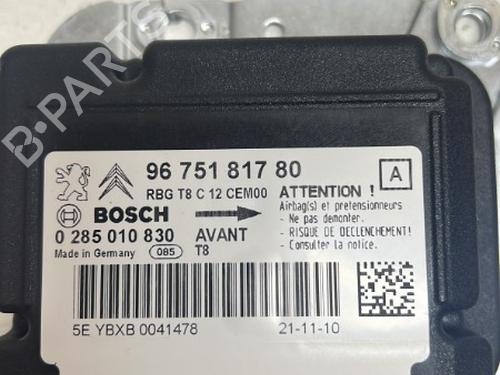 B-PARTS
96 751 817 80
RBG T8 C 12 CEM00
A
ATTENTION !
Airbag(s) et pretensionneurs
- Ne pas demonter.
- RISQUE DE DECLENCHEMENT!
- Consulter la notice.
BOSCH
0 285 010 830
AVANT
Made in Germany
085
T8
5E YBXB 0041478
21-11-10